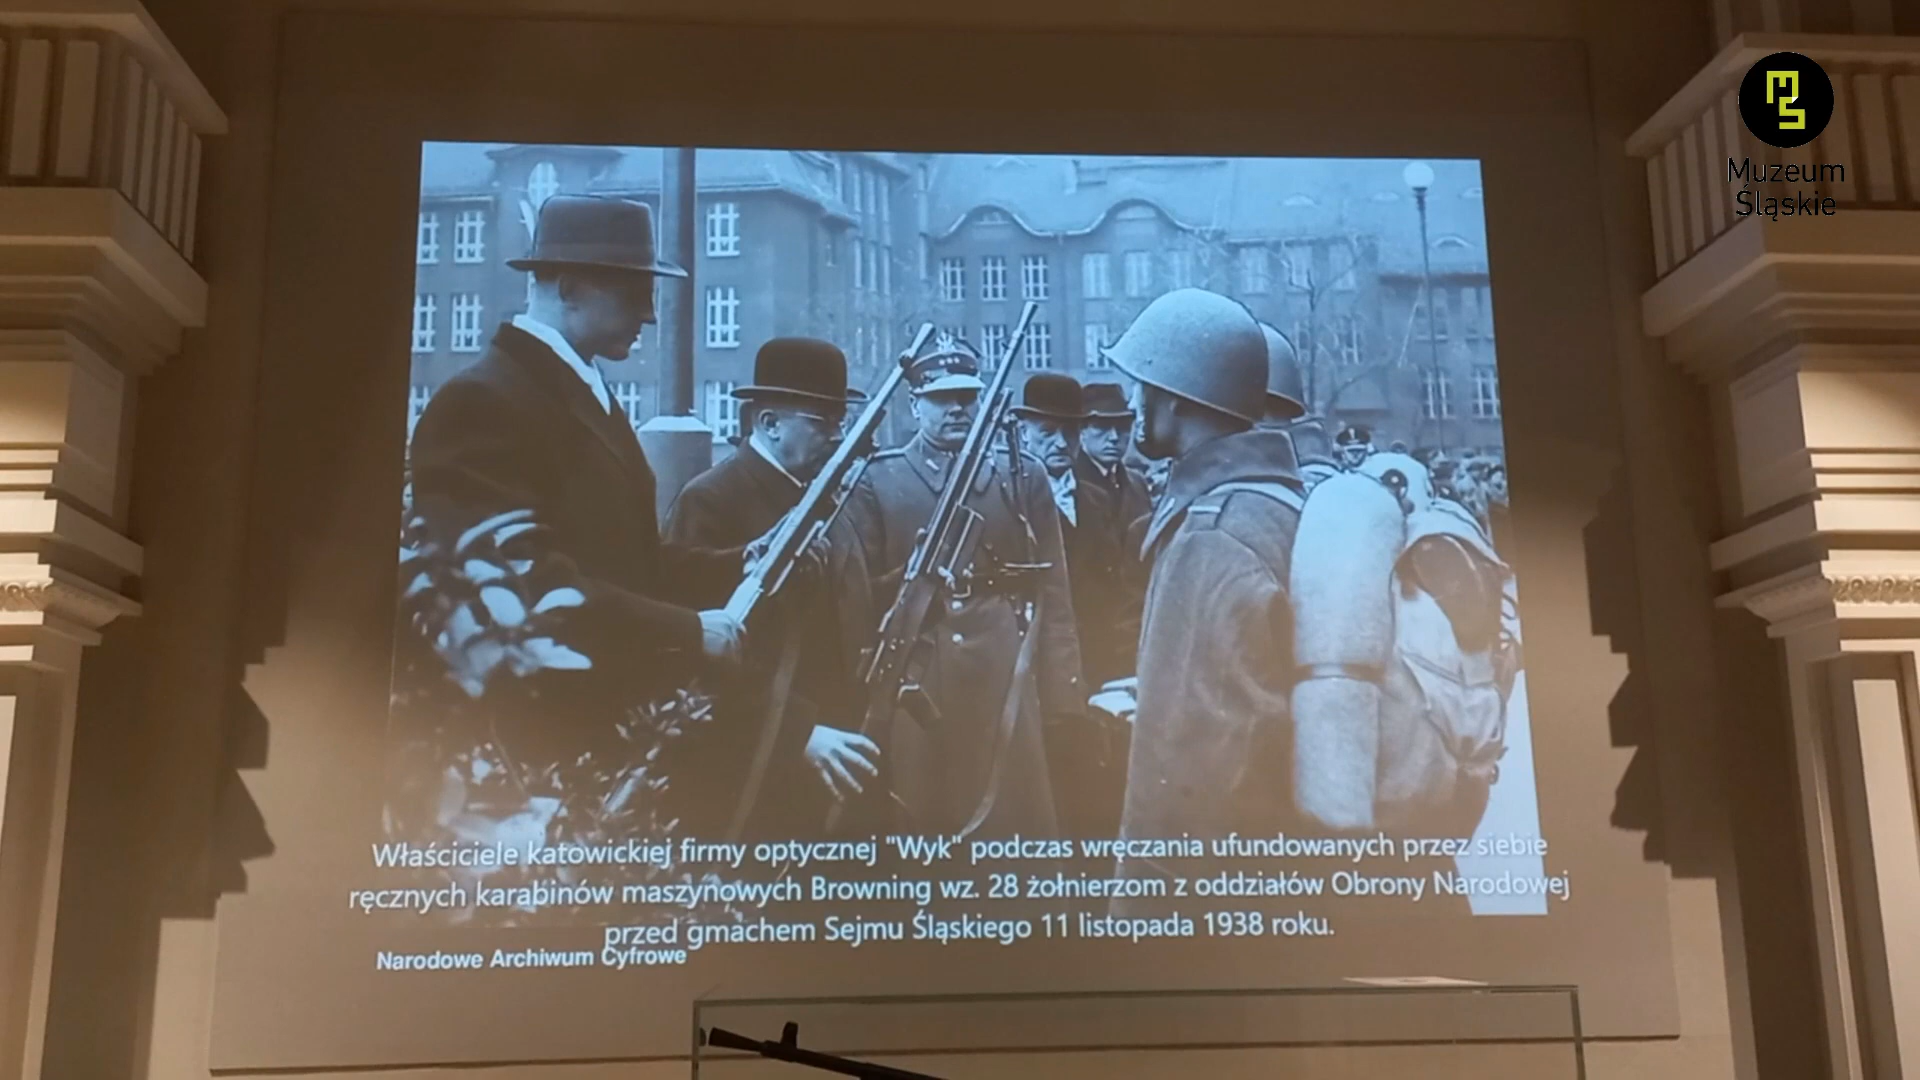 Muzeum
Śląskie
Właściciele katowickiej firmy optycznej "Wyk" podczas wręczania ufundowanych przez siebie
ręcznych karabinów maszynowych Browning wz. 28 żołnierzom z oddziałów Obrony Narodowej
przed gmachem Sejmu Śląskiego 11 listopada 1938 roku.
Narodowe Archiwum Cyfrowe